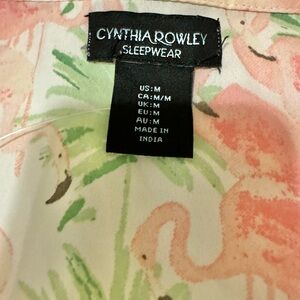 CYNTHIA ROWLEY
SLEEPWEAR
US:M
CA:M/M
UK:M
EU:M
AU:M
MADE IN
INDIA